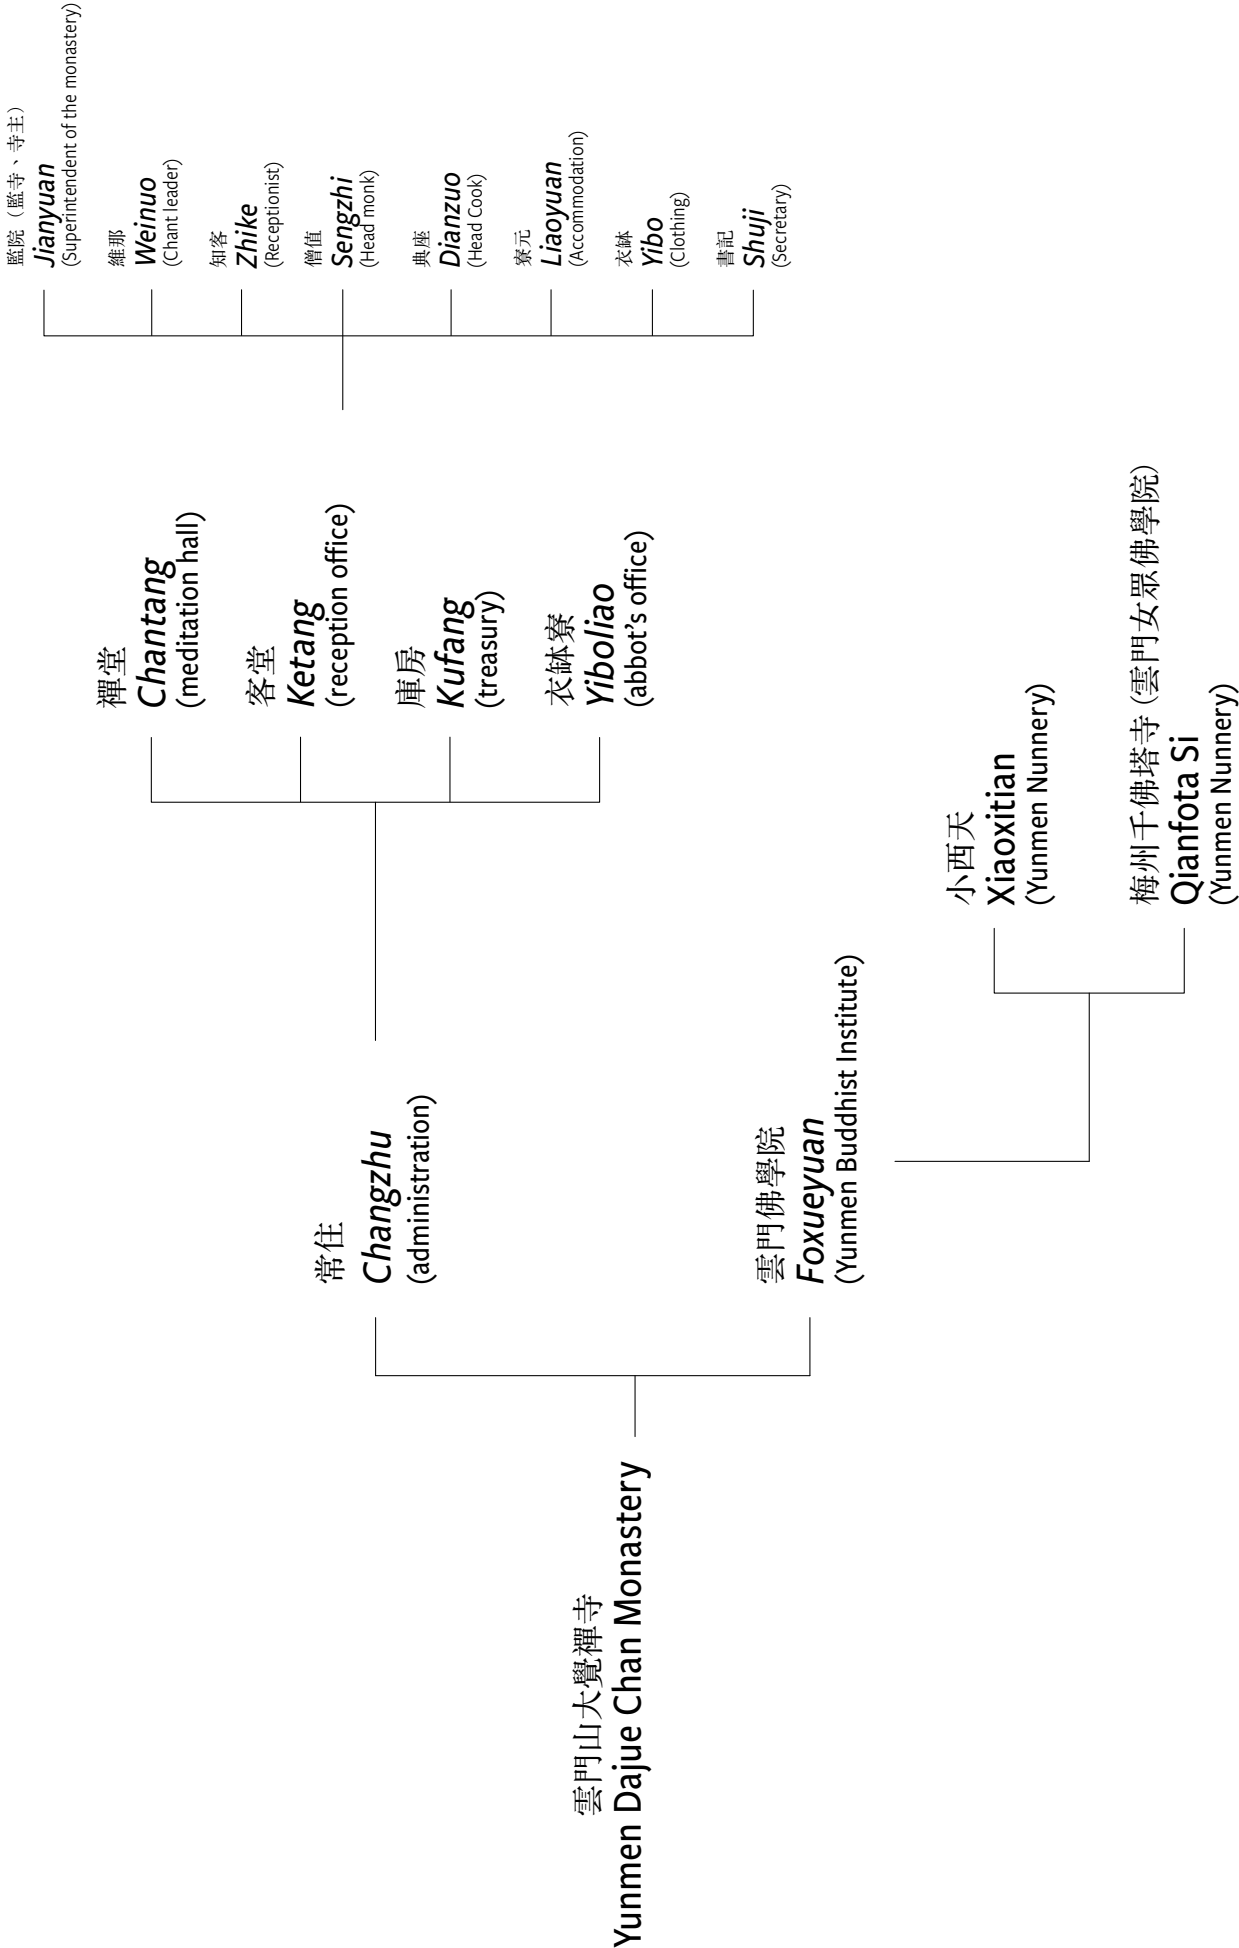 雲門山大覺禪寺
Yunmen Dajue Chan Monastery
常住
Changzhu
(administration)
雲門佛學院
Foxueyuan
(Yunmen Buddhist Institute)
禪堂
Chantang
(meditation hall)
客堂
Ketang
(reception office)
庫房
Kufang
(treasury)
衣缽寮
Yiboliao
(abbot’s office)
小西天
Xiaoxitian
(Yunmen Nunnery)
梅州千佛塔寺 (雲門女眾佛學院)
Qianfota Si
(Yunmen Nunnery)
監院（監寺、寺主）
Jianyuan
(Superintendent of the monastery)
維那
Weinuo
(Chant leader)
知客
Zhike
(Receptionist)
僧值
Sengzhi
(Head monk)
典座
Dianzuo
(Head Cook)
寮元
Liaoyuan
(Accommodation)
衣缽
Yibo
(Clothing)
書記
Shuji
(Secretary)